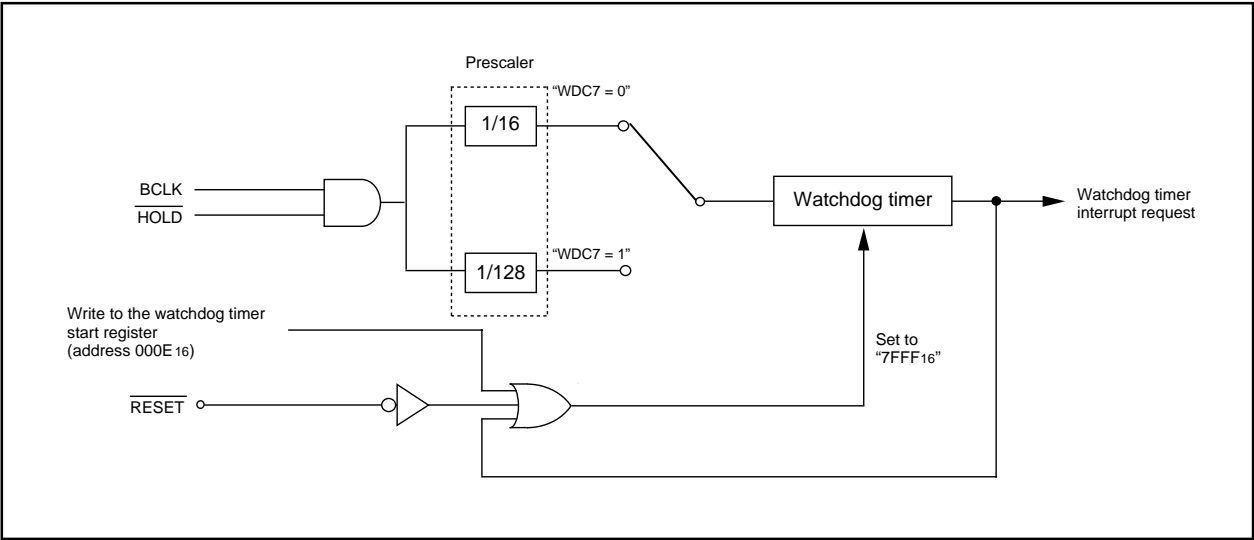 Prescaler
“WDC7 = 0”
1/16
BCLK
HOLD
Watchdog timer
Watchdog timer
interrupt request
“WDC7 = 1”
1/128
Write to the watchdog timer
start register
(address 000E16)
Set to
“7FFF16”
RESET